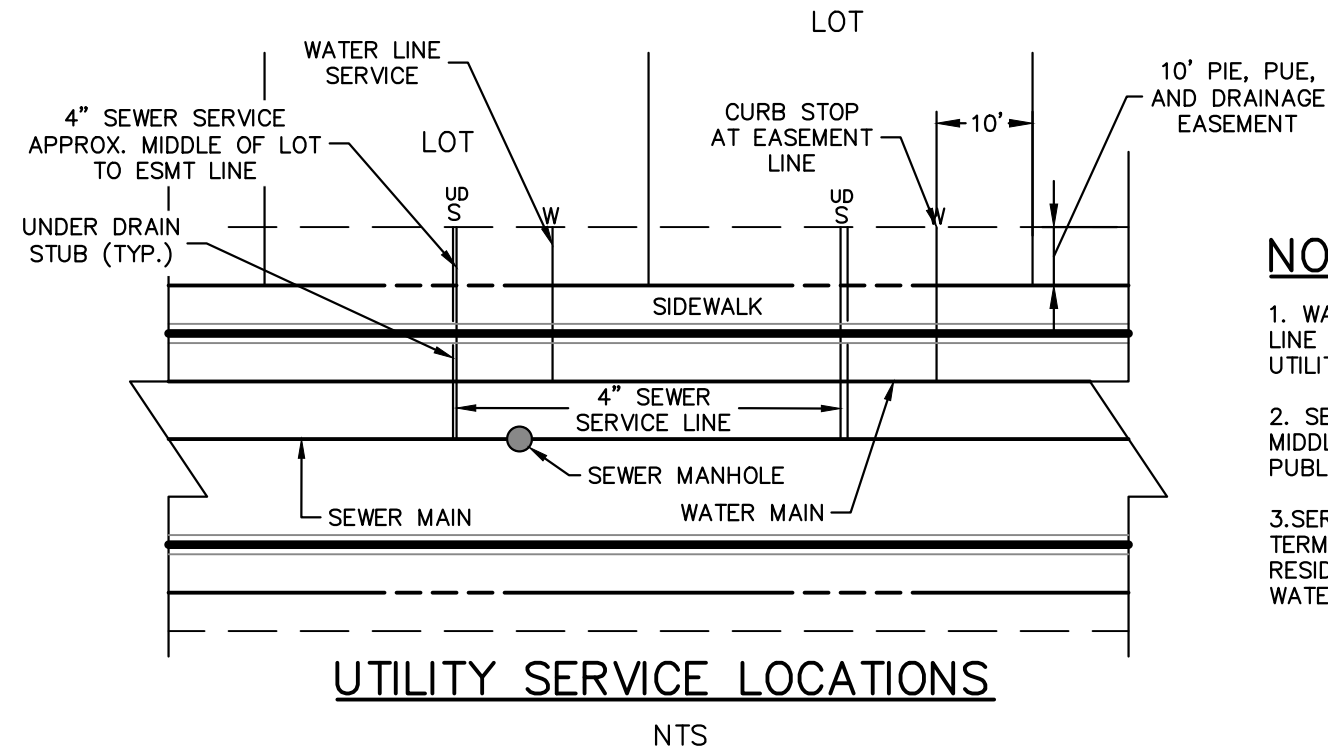 LOT
WATER LINE
SERVICE
10' PIE, PUE,
AND DRAINAGE
EASEMENT
4" SEWER SERVICE
APPROX. MIDDLE OF LOT
TO ESMT LINE
LOT
CURB STOP
AT EASEMENT
LINE
10'
UNDER DRAIN
STUB (TYP.)
UD
S
W
UD
S
W
SIDEWALK
4" SEWER
SERVICE LINE
SEWER MANHOLE
SEWER MAIN
WATER MAIN
UTILITY SERVICE LOCATIONS
NTS
NO
1. WA
LINE
UTILIT
2. SE
MIDDL
PUBL
3.SER
TERM
RESID
WATE